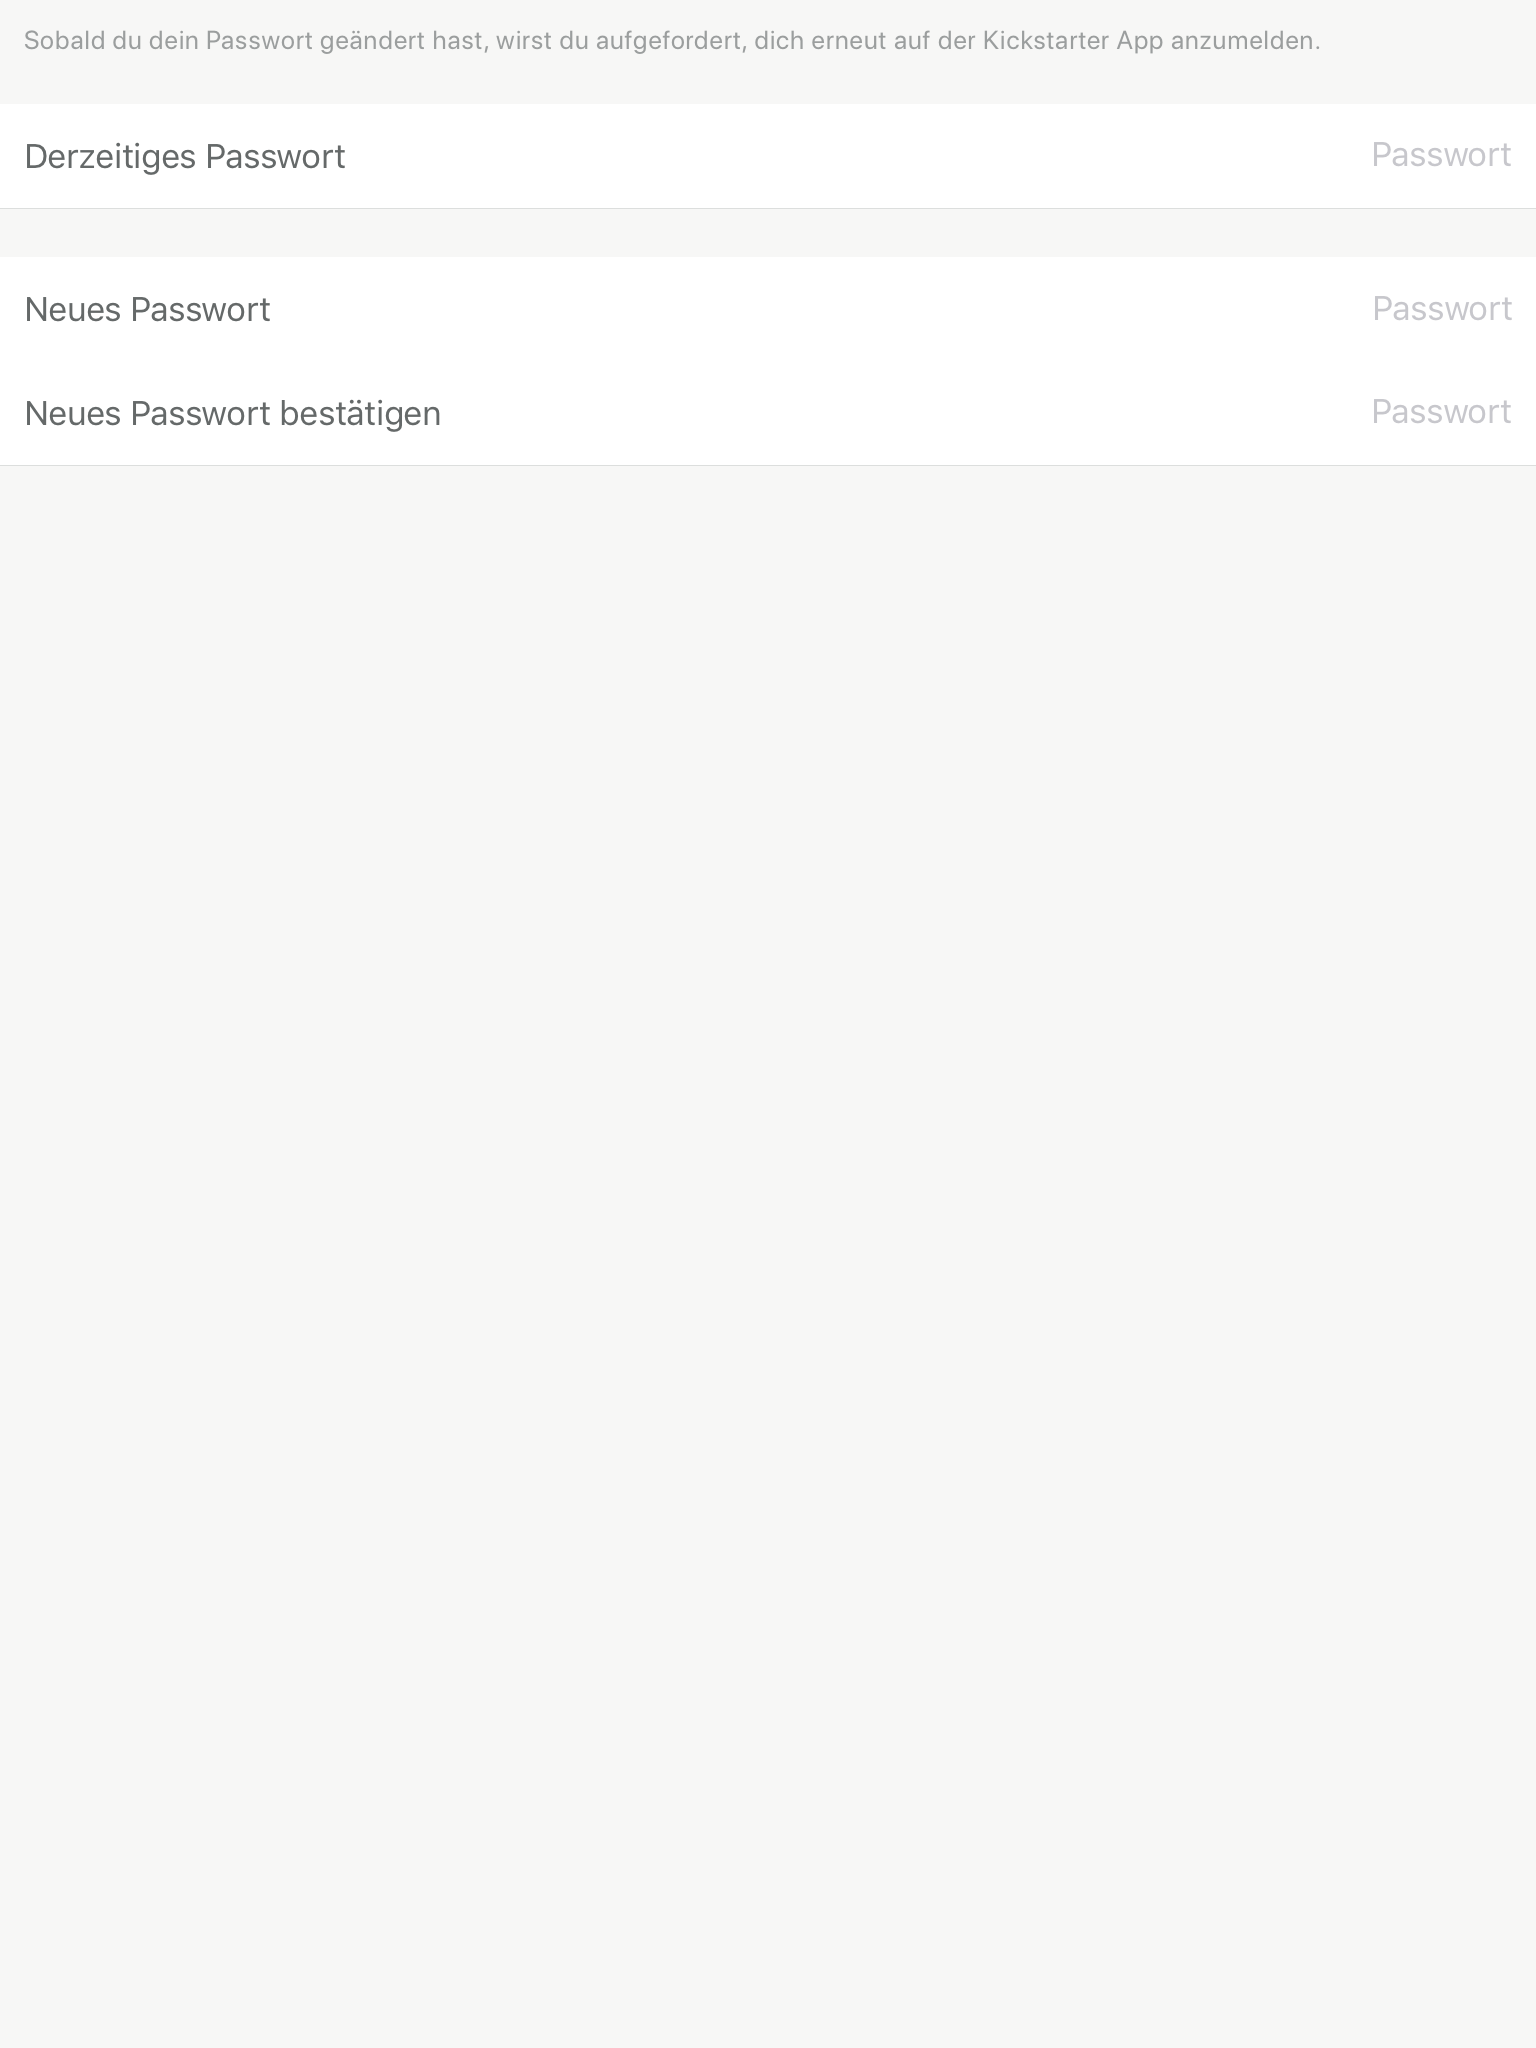 Sobald du dein Passwort geändert hast, wirst du aufgefordert, dich erneut auf der Kickstarter App anzumelden.
Derzeitiges Passwort Passwort
Neues Passwort Passwort
Neues Passwort bestätigen Passwort